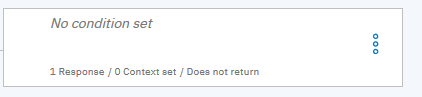 No condition set
1 Response / 0 Context set / Does not return